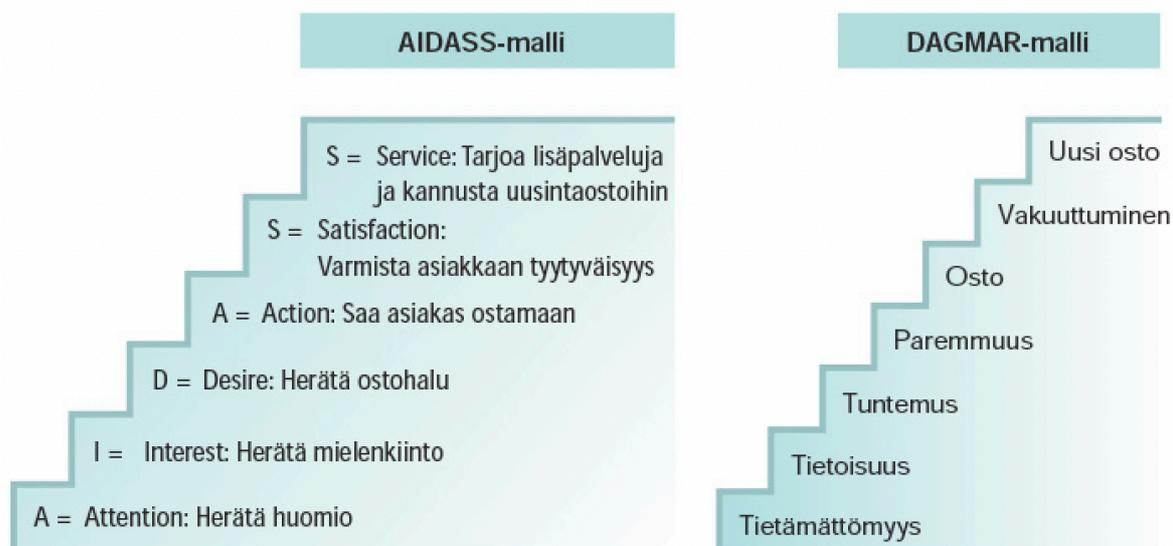 AIDASS-malli
S = Service: Tarjoa lisäpalveluja
ja kannusta uusintaostoihin
S = Satisfaction:
Varmista asiakkaan tyytyväisyys
A = Action: Saa asiakas ostamaan
D = Desire: Herätä ostohalu
I = Interest: Herätä mielenkiinto
A = Attention: Herätä huomio
DAGMAR-malli
Uusi osto
Vakuuttuminen
Osto
Paremmuus
Tuntemus
Tietoisuus
Tietämättömyys